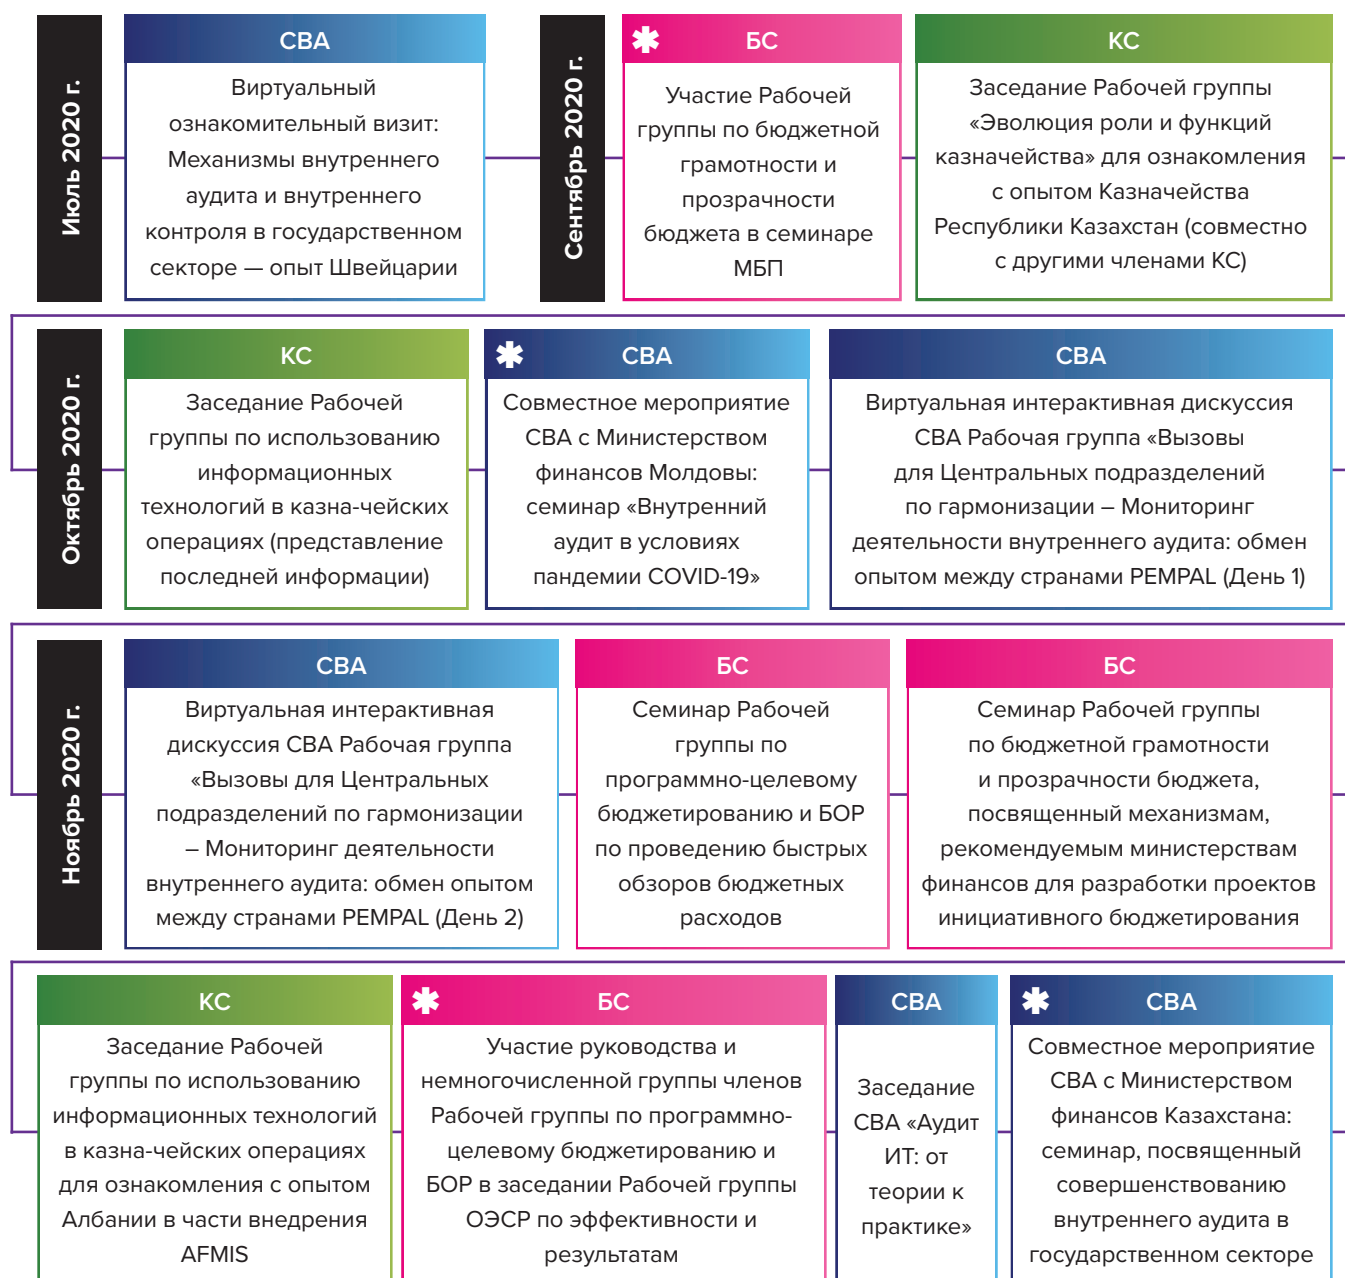 Июль 2020 г.
СВА
Виртуальный
ознакомительный визит:
Механизмы внутреннего
аудита и внутреннего
контроля в государственном
секторе — опыт Швейцарии
Сентябрь 2020 г.
✱ БС
Участие Рабочей
группы по бюджетной
грамотности и
прозрачности
бюджета в семинаре
МБП
КС
Заседание Рабочей группы
«Эволюция роли и функций
казначейства» для ознакомления
с опытом Казначейства
Республики Казахстан (совместно
с другими членами КС)
Октябрь 2020 г.
КС
Заседание Рабочей
группы по использованию
информационных
технологий в казна-чейских
операциях (представление
последней информации)
✱ СВА
Совместное мероприятие
СВА с Министерством
финансов Молдовы:
семинар «Внутренний
аудит в условиях
пандемии COVID-19»
СВА
Виртуальная интерактивная дискуссия
СВА Рабочая группа «Вызовы
для Центральных подразделений
по гармонизации – Мониторинг
деятельности внутреннего аудита: обмен
опытом между странами PEMPAL (День 1)
Ноябрь 2020 г.
СВА
Виртуальная интерактивная
дискуссия СВА Рабочая группа
«Вызовы для Центральных
подразделений по гармонизации
– Мониторинг деятельности
внутреннего аудита: обмен опытом
между странами PEMPAL (День 2)
БС
Семинар Рабочей
группы по
программно-целевому
бюджетированию и БОР
по проведению быстрых
обзоров бюджетных
расходов
БС
Семинар Рабочей группы
по бюджетной грамотности
и прозрачности бюджета,
посвященный механизмам,
рекомендуемым министерствам
финансов для разработки проектов
инициативного бюджетирования
КС
Заседание Рабочей
группы по использованию
информационных технологий
в казна-чейских операциях
для ознакомления с опытом
Албании в части внедрения
AFMIS
✱ БС
Участие руководства и
немногочисленной группы членов
Рабочей группы по программно-
целевому бюджетированию и
БОР в заседании Рабочей группы
ОЭСР по эффективности и
результатам
СВА
Заседание
СВА «Аудит
ИТ: от
теории к
практике»
✱ СВА
Совместное мероприятие
СВА с Министерством
финансов Казахстана:
семинар, посвященный
совершенствованию
внутреннего аудита в
государственном секторе